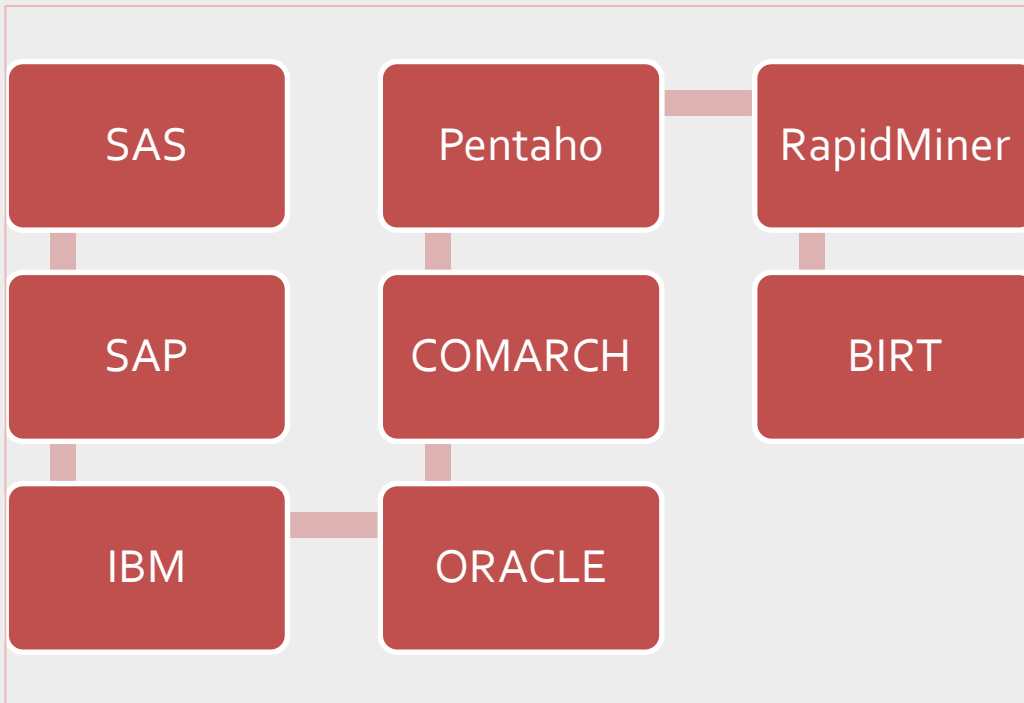 SAS
SAP
IBM
ORACLE
COMARCH
Pentaho
RapidMiner
BIRT